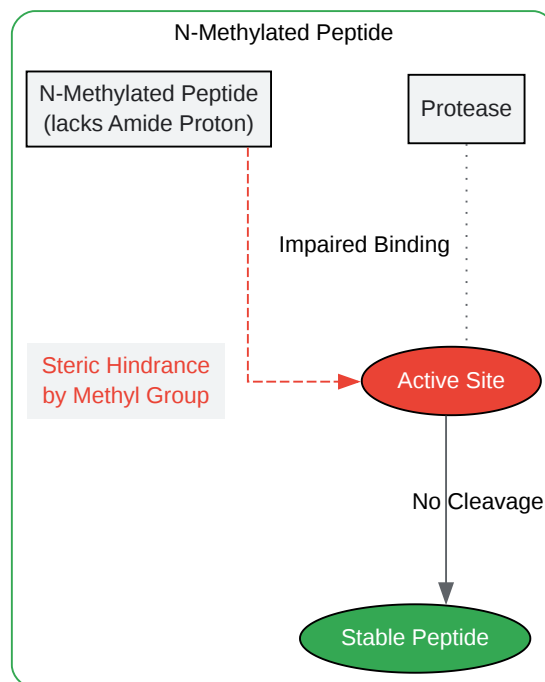 N-Methylated Peptide
N-Methylated Peptide
(lacks Amide Proton)
Protease
Impaired Binding
Steric Hindrance
by Methyl Group
Active Site
No Cleavage
Stable Peptide